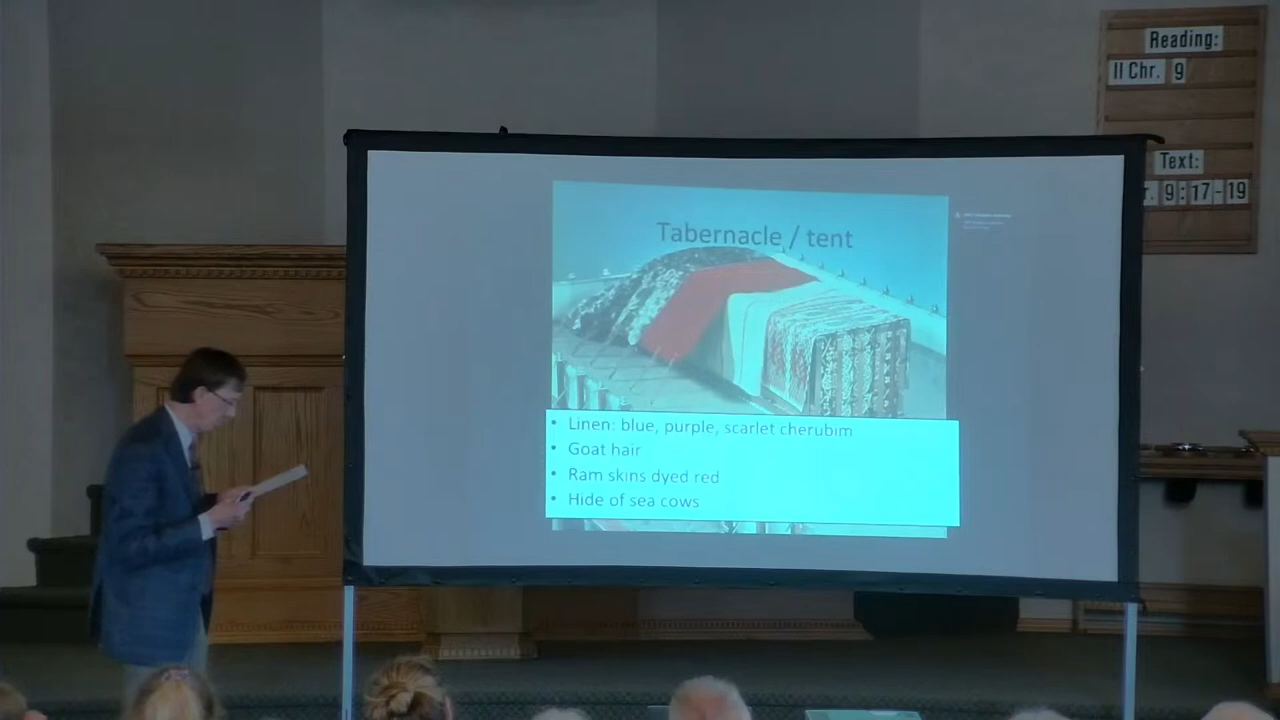 Reading:
II Chr. 9
Text:
r. 9:17-19
Tabernacle / tent
• Linen: blue, purple, scarlet cherubim
• Goat hair
• Ram skins dyed red
• Hide of sea cows